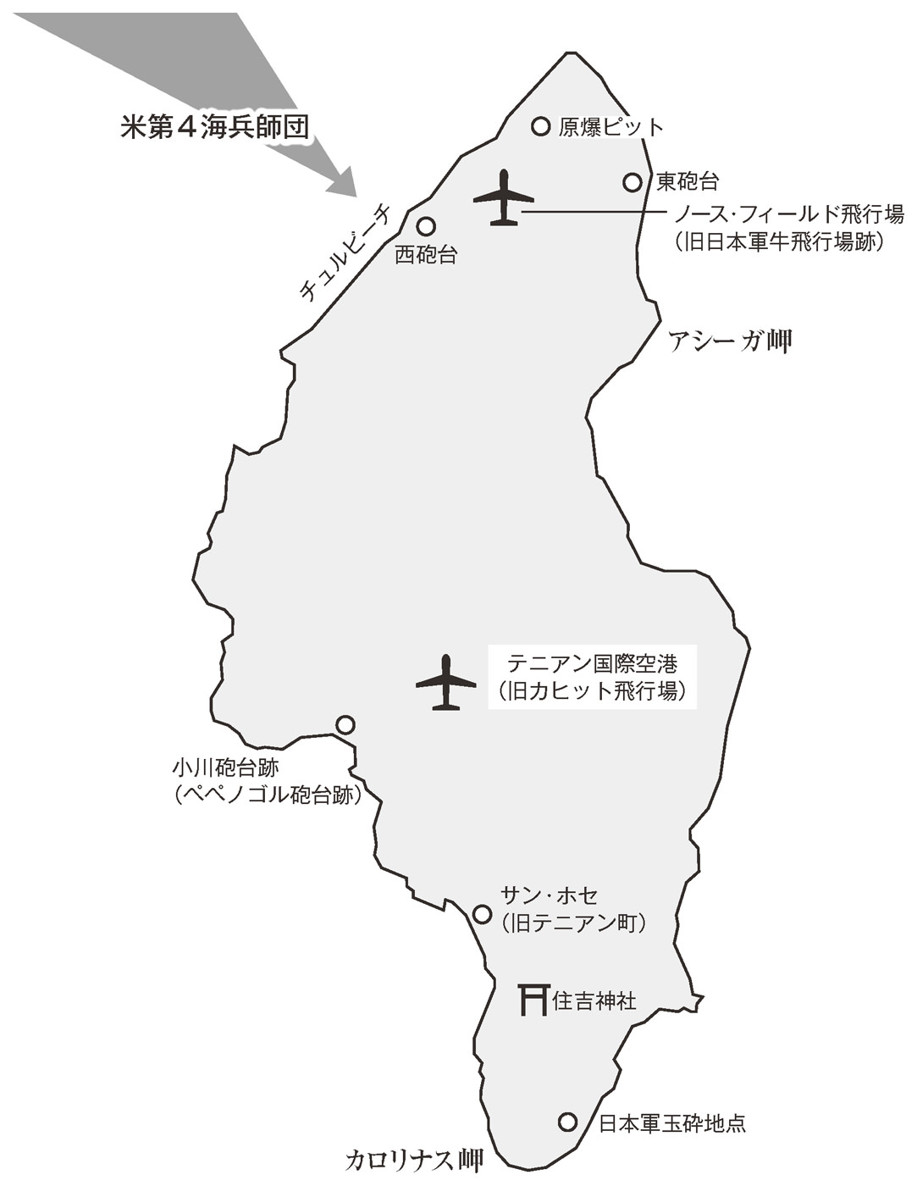 米第４海兵師団
原爆ピット
東砲台
ノース・フィールド飛行場
（旧日本軍牛飛行場跡）
西砲台
チュルビーチ
アシーガ岬
テニアン国際空港
（旧カヒット飛行場）
小川砲台跡
（ペペノゴル砲台跡）
サン・ホセ
（旧テニアン町）
住吉神社
日本軍玉砕地点
カロリナス岬